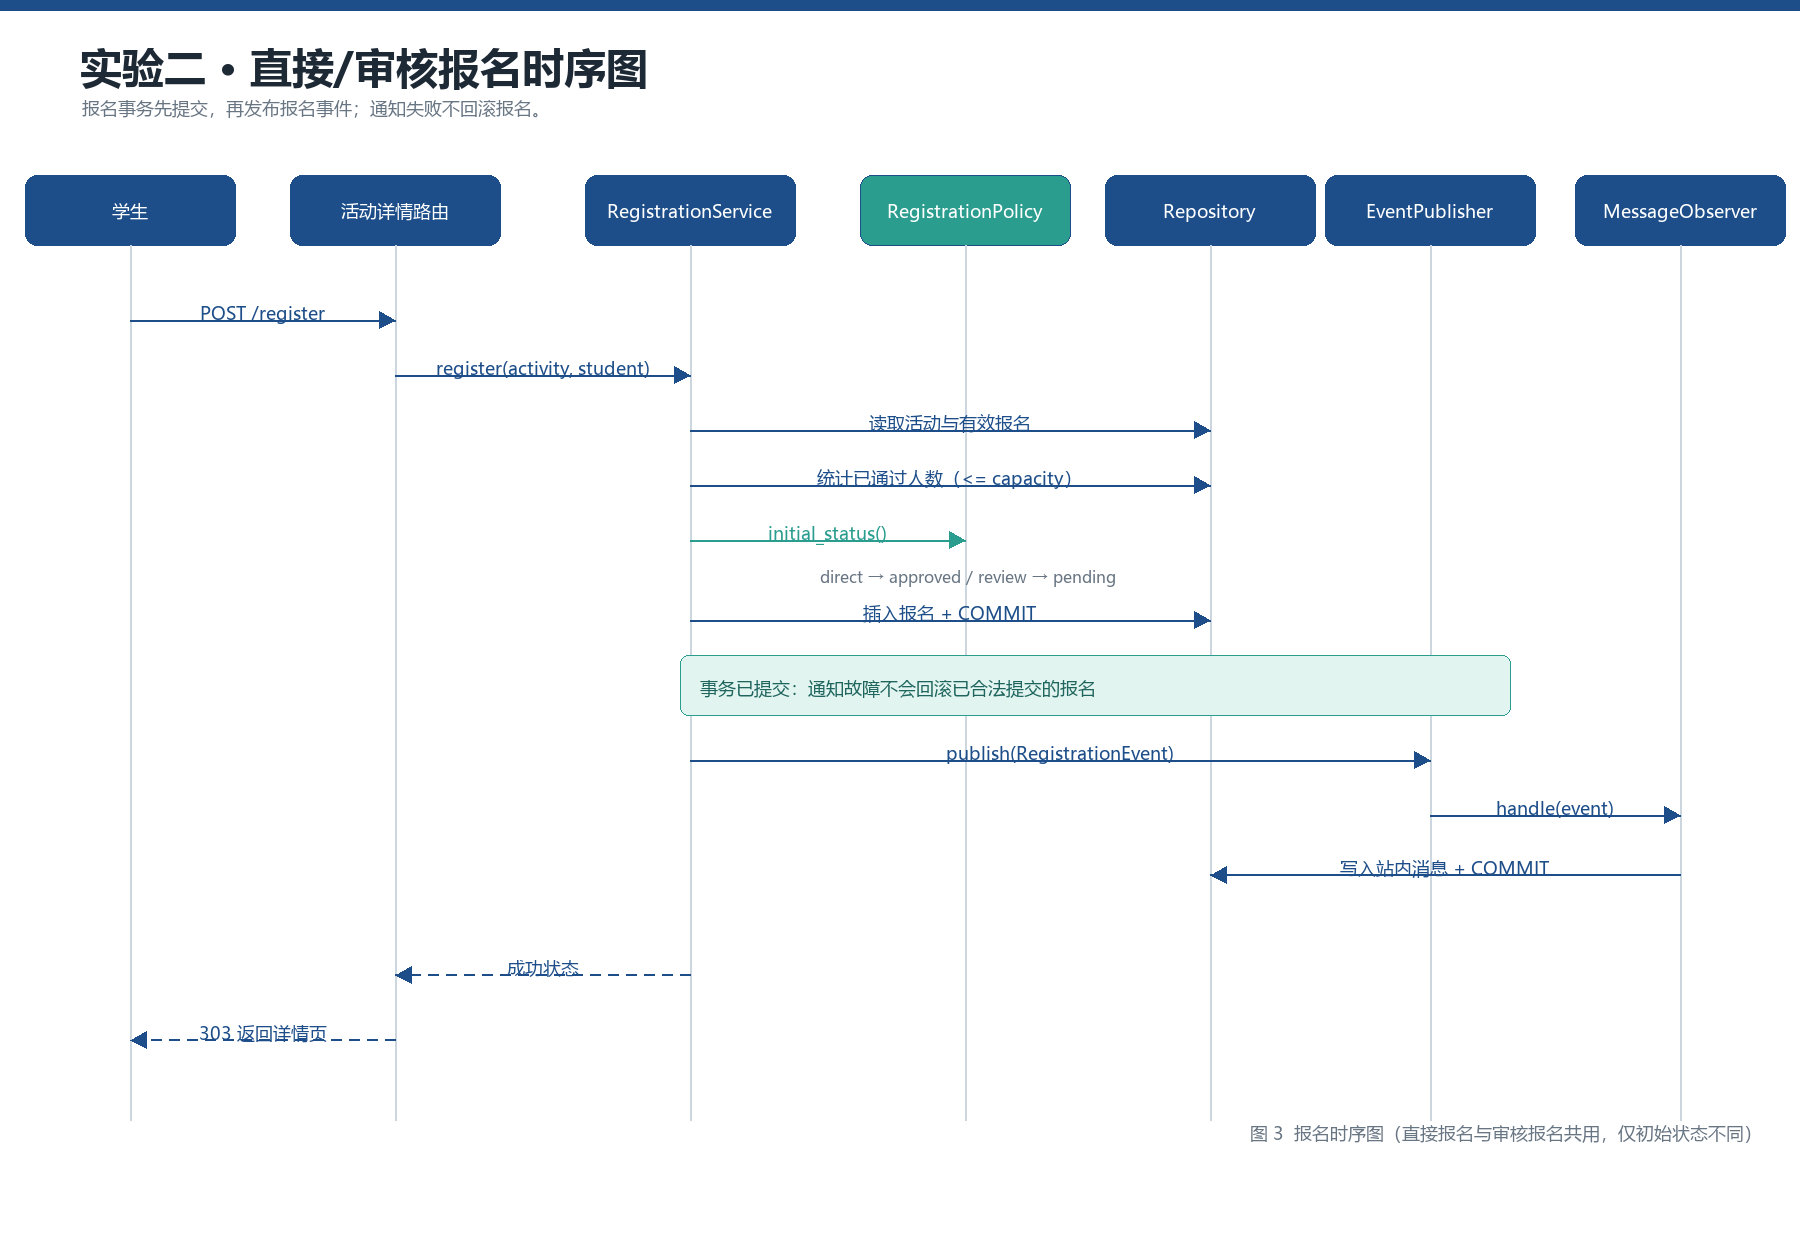 实验二 • 直接/审核报名时序图
报名事务先提交，再发布报名事件；通知失败不回滚报名。
学生
活动详情路由
RegistrationService
RegistrationPolicy
Repository
EventPublisher
MessageObserver
POST /register
register(activity, student)
读取活动与有效报名
统计已通过人数（<= capacity）
initial_status()
direct → approved / review → pending
插入报名 + COMMIT
事务已提交：通知故障不会回滚已合法提交的报名
publish(RegistrationEvent)
handle(event)
写入站内消息 + COMMIT
成功状态
303 返回详情页
图 3  报名时序图（直接报名与审核报名共用，仅初始状态不同）